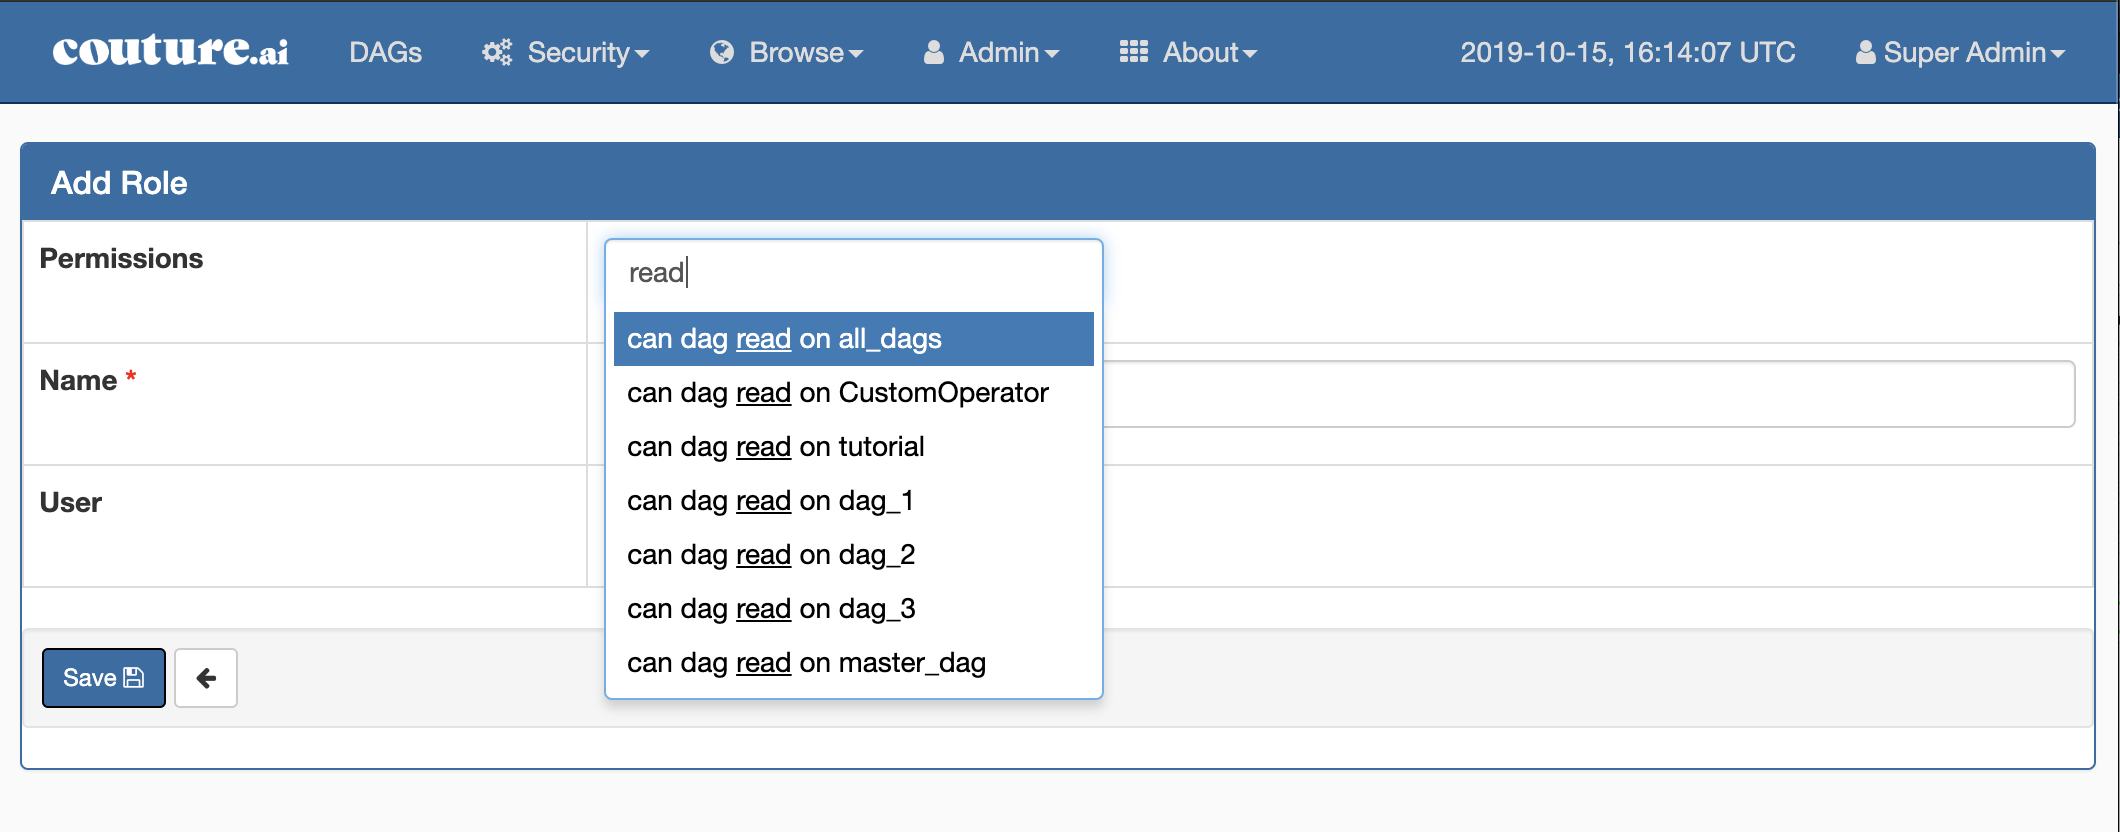 couture.ai DAGs Security Browse Admin About 2019-10-15, 16:14:07 UTC Super Admin
Add Role
Permissions
read
can dag read on all_dags
Name *
can dag read on CustomOperator
can dag read on tutorial
User
can dag read on dag_1
can dag read on dag_2
can dag read on dag_3
can dag read on master_dag
Save